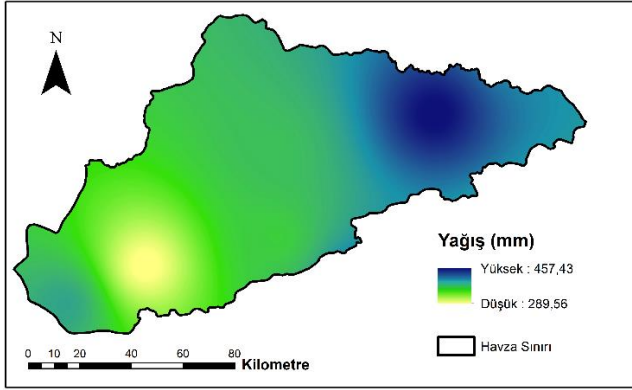 N
Yağış (mm)
Yüksek : 457,43
Düşük : 289,56
Havza Sınırı
0 10 20 40 60 80
Kilometre